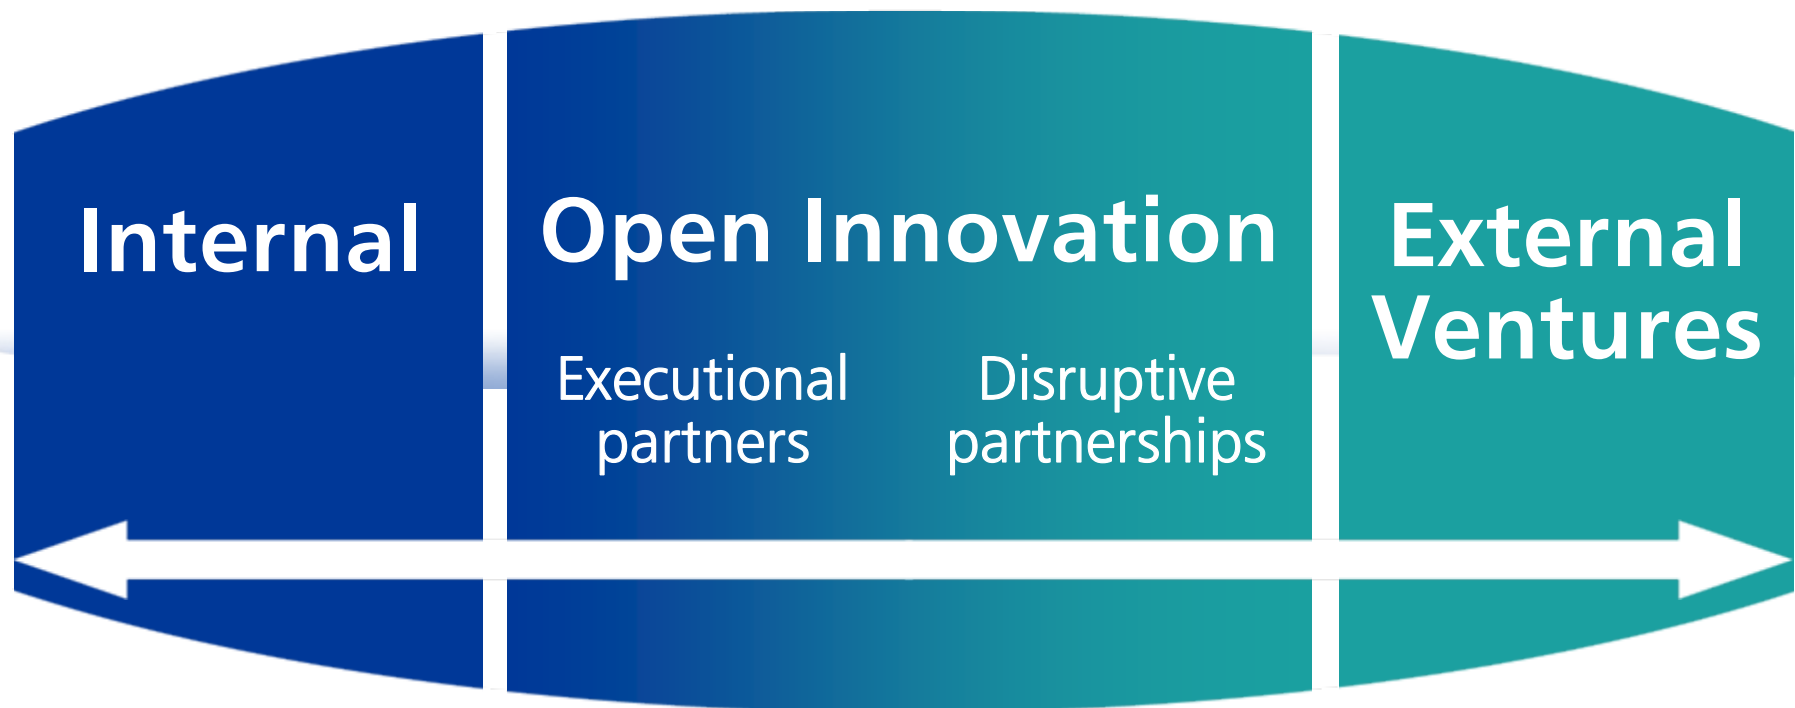 Internal
Open Innovation
Executional
partners
Disruptive
partnerships
External
Ventures